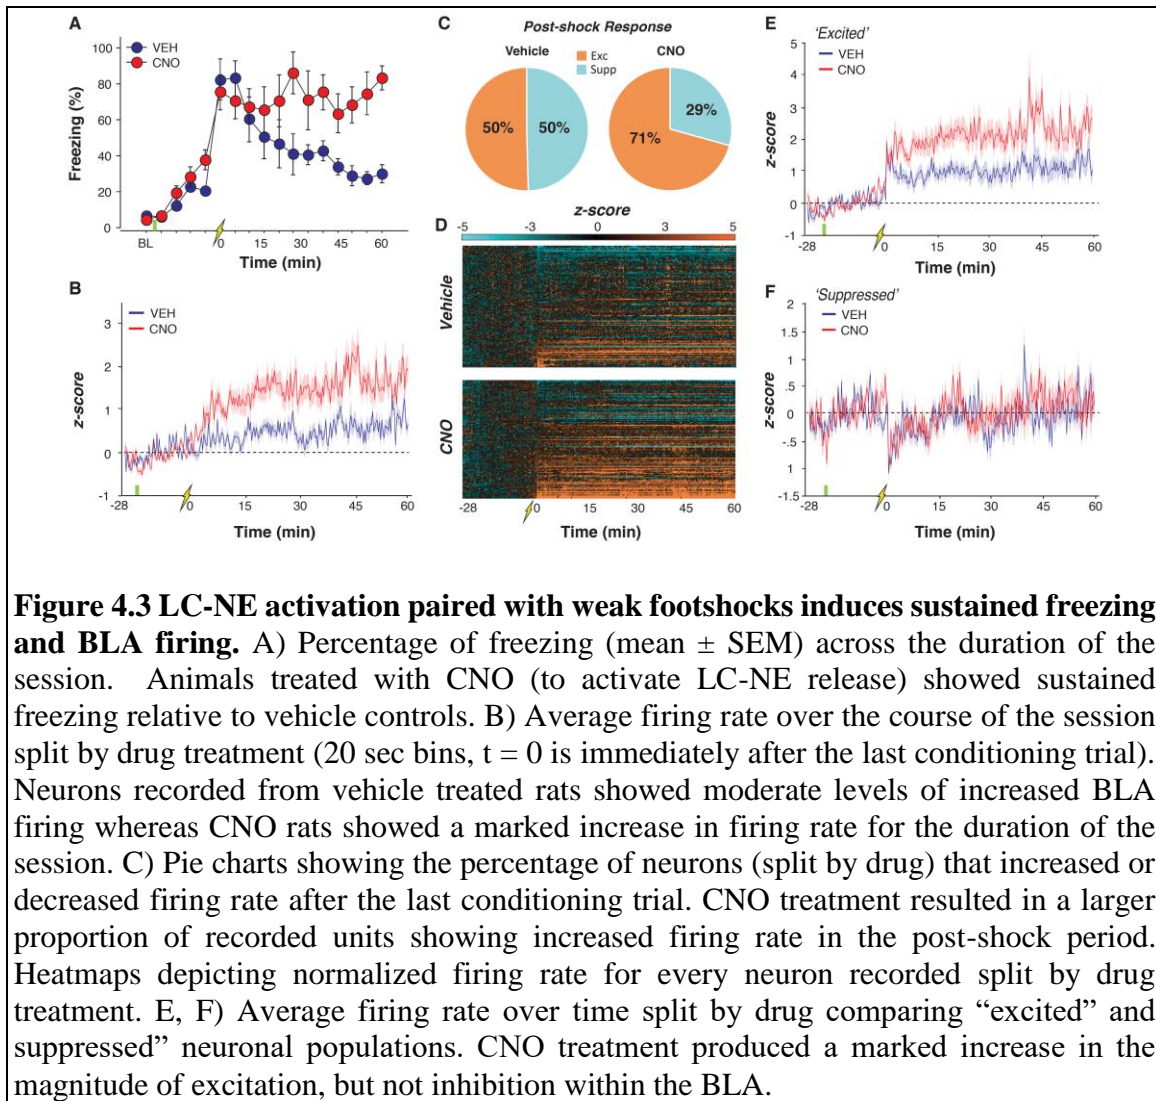 A
VEH
CNO
Freezing (%)
100
80
60
40
20
0
BL
0
15
30
45
60
Time (min)
B
VEH
CNO
z-score
3
2
1
0
-1
-28
0
15
30
45
60
Time (min)
C
Post-shock Response
Vehicle
CNO
Exc
Supp
50%
50%
29%
71%
z-score
D
-5
-3
0
3
5
Vehicle
CNO
-28
0
15
30
45
60
Time (min)
E
'Excited'
VEH
CNO
z-score
5
4
3
2
1
0
-1
-28
0
15
30
45
60
Time (min)
F
'Suppressed'
VEH
CNO
z-score
2
1.5
1
.5
0
-.5
1
-1.5
-28
0
15
30
45
60
Time (min)
Figure 4.3 LC-NE activation paired with weak footshocks induces sustained freezing
and BLA firing. A) Percentage of freezing (mean ± SEM) across the duration of the
session. Animals treated with CNO (to activate LC-NE release) showed sustained
freezing relative to vehicle controls. B) Average firing rate over the course of the session
split by drug treatment (20 sec bins, t = 0 is immediately after the last conditioning trial).
Neurons recorded from vehicle treated rats showed moderate levels of increased BLA
firing whereas CNO rats showed a marked increase in firing rate for the duration of the
session. C) Pie charts showing the percentage of neurons (split by drug) that increased or
decreased firing rate after the last conditioning trial. CNO treatment resulted in a larger
proportion of recorded units showing increased firing rate in the post-shock period.
Heatmaps depicting normalized firing rate for every neuron recorded split by drug
treatment. E, F) Average firing rate over time split by drug comparing “excited” and
suppressed” neuronal populations. CNO treatment produced a marked increase in the
magnitude of excitation, but not inhibition within the BLA.